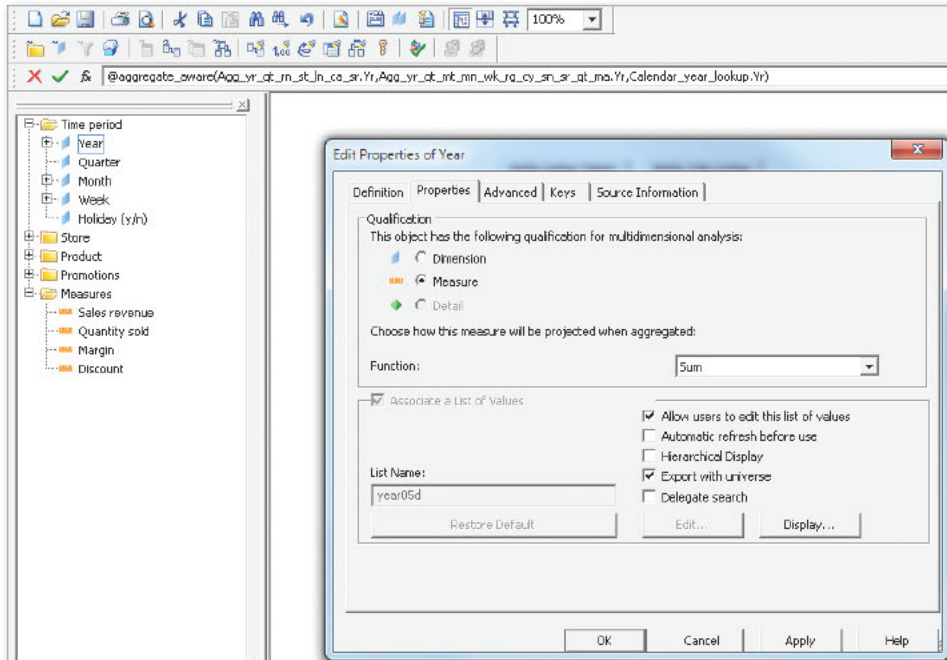 100%
@aggregate_aware(Agg_yr_qt_rn_st_ln_ca_sr.Yr,Agg_yr_qt_mt_mn_wk_rg_cy_sn_sr_qt_ma.Yr,Calendar_year_lookup.Yr)
Time period
Year
Quarter
Month
Week
Holiday (y/n)
Store
Product
Promotions
Measures
Sales revenue
Quantity sold
Margin
Discount
Edit Properties of Year
Definition Properties Advanced Keys Source Information
Qualification
This object has the following qualification for multidimensional analysis:
Dimension
Measure
Detail
Choose how this measure will be projected when aggregated:
Function: Sum
Associate a List of Values
Allow users to edit this list of values
Automatic refresh before use
Hierarchical Display
List Name: Export with universe
year05d Delegate search
Restore Default Edit... Display...
OK Cancel Apply Help